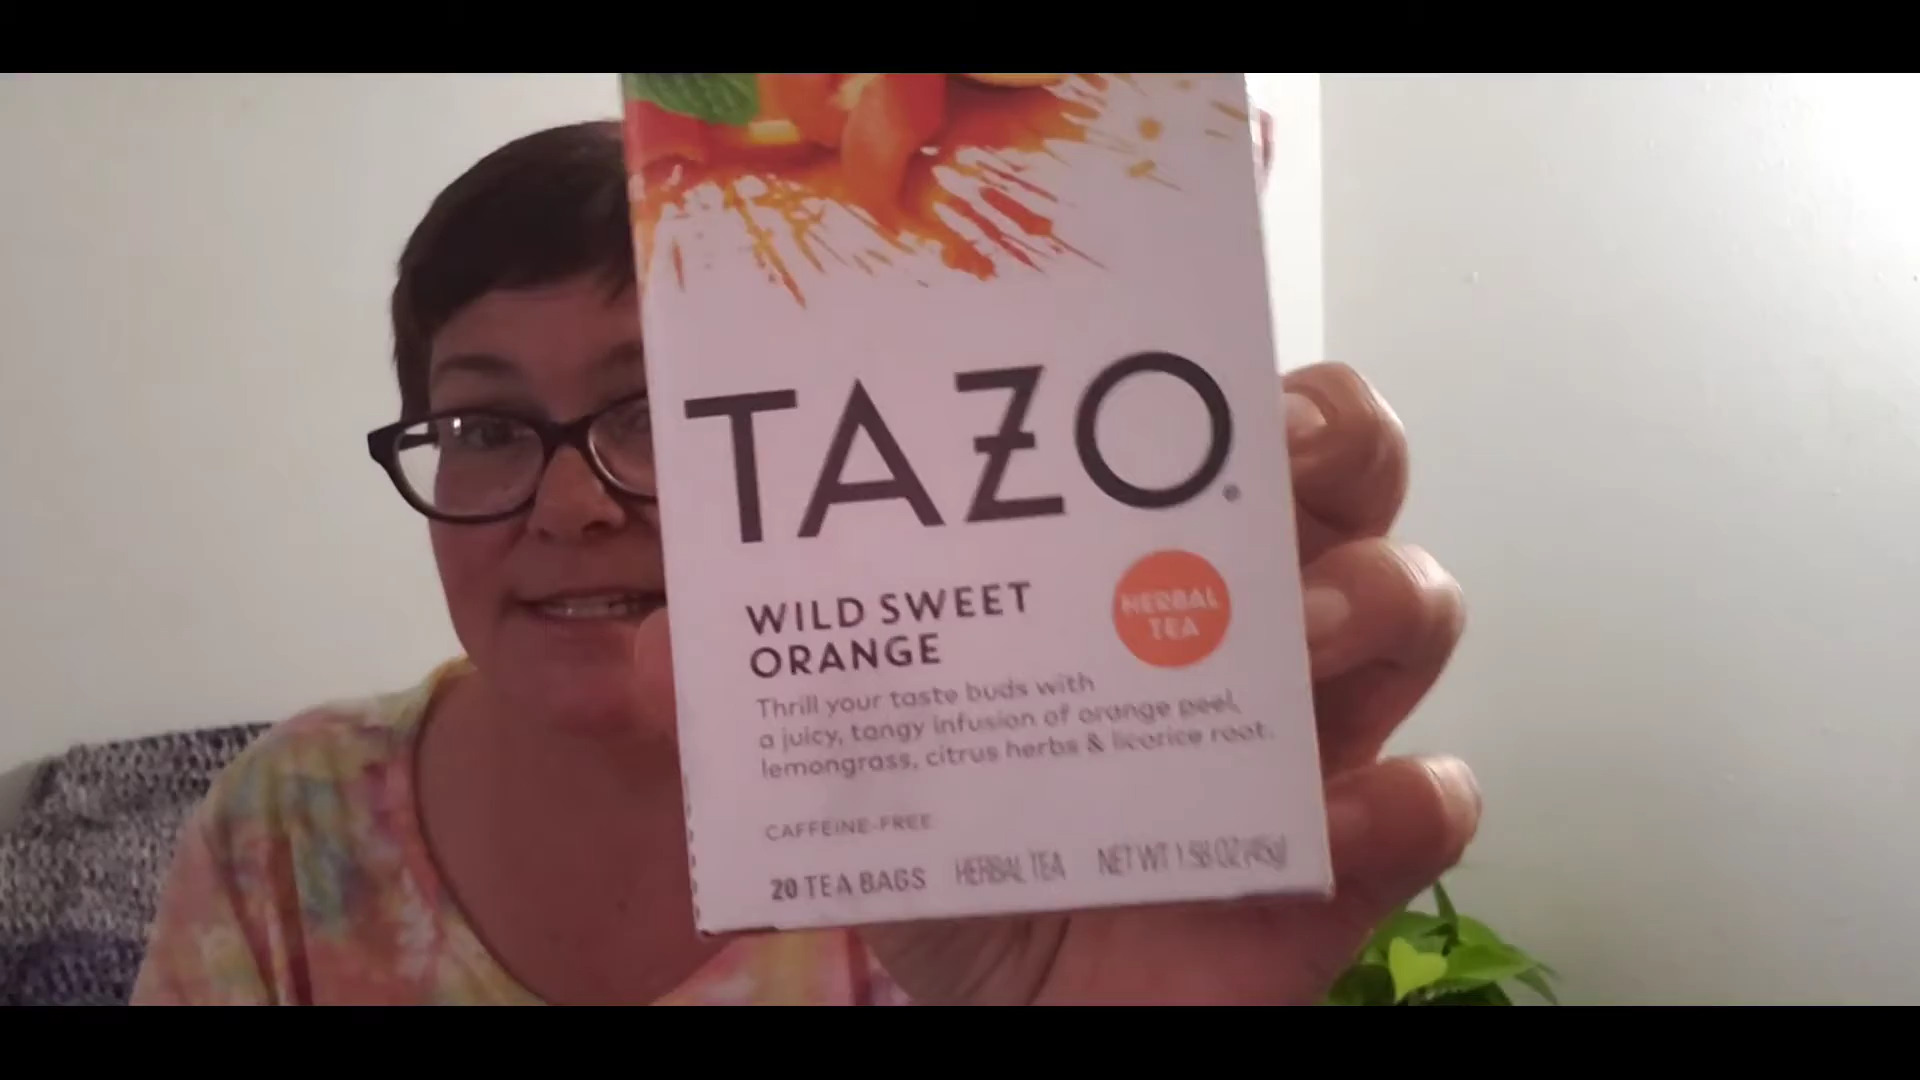 TAZO®
WILD SWEET
ORANGE
HERBAL
TEA
Thrill your taste buds with
a juicy, tangy infusion of orange peel,
lemongrass, citrus herbs & licorice root.
CAFFEINE-FREE
20 TEA BAGS HERBAL TEA NET WT 1.58 OZ (45g)